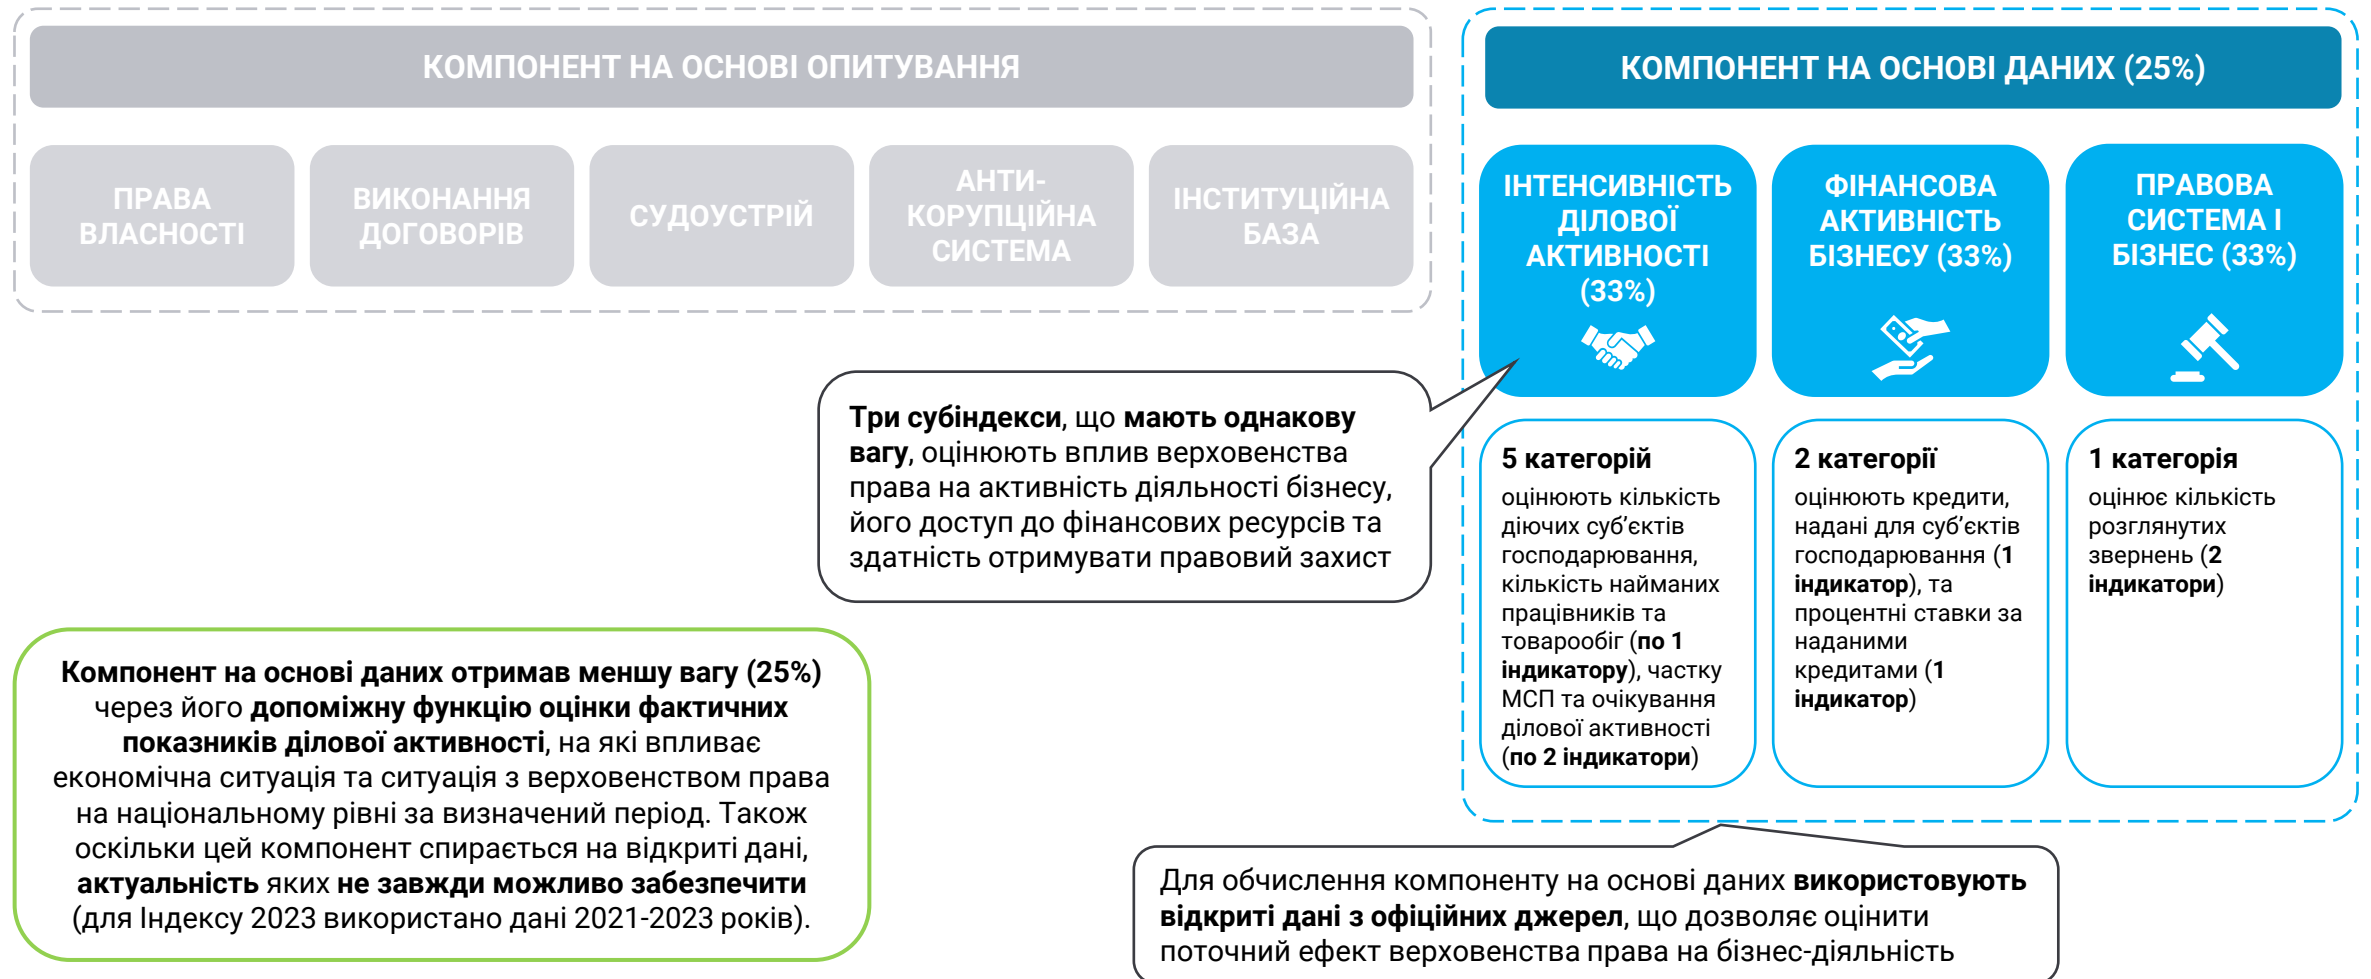 КОМПОНЕНТ НА ОСНОВІ ОПИТУВАННЯ
ПРАВА
ВЛАСНОСТІ
ВИКОНАННЯ
ДОГОВОРІВ
СУДОУСТРІЙ
АНТИ-
КОРУПЦІЙНА
СИСТЕМА
ІНСТИТУЦІЙНА
БАЗА
КОМПОНЕНТ НА ОСНОВІ ДАНИХ (25%)
ІНТЕНСИВНІСТЬ
ДІЛОВОЇ
АКТИВНОСТІ
(33%)
ФІНАНСОВА
АКТИВНІСТЬ
БІЗНЕСУ (33%)
ПРАВОВА
СИСТЕМА І
БІЗНЕС (33%)
Три субіндекси, що мають однакову
вагу, оцінюють вплив верховенства
права на активність діяльності бізнесу,
його доступ до фінансових ресурсів та
здатність отримувати правовий захист
5 категорій
оцінюють кількість
діючих суб’єктів
господарювання,
кількість найманих
працівників та
товарообіг (по 1
індикатору), частку
МСП та очікування
ділової активності
(по 2 індикатори)
2 категорії
оцінюють кредити,
надані для суб’єктів
господарювання (1
індикатор), та
процентні ставки за
наданими
кредитами (1
індикатор)
1 категорія
оцінює кількість
розглянутих
звернень (2
індикатори)
Компонент на основі даних отримав меншу вагу (25%)
через його допоміжну функцію оцінки фактичних
показників ділової активності, на які впливає
економічна ситуація та ситуація з верховенством права
на національному рівні за визначений період. Також
оскільки цей компонент спирається на відкриті дані,
актуальність яких не завжди можливо забезпечити
(для Індексу 2023 використано дані 2021-2023 років).
Для обчислення компоненту на основі даних використовують
відкриті дані з офіційних джерел, що дозволяє оцінити
поточний ефект верховенства права на бізнес-діяльність